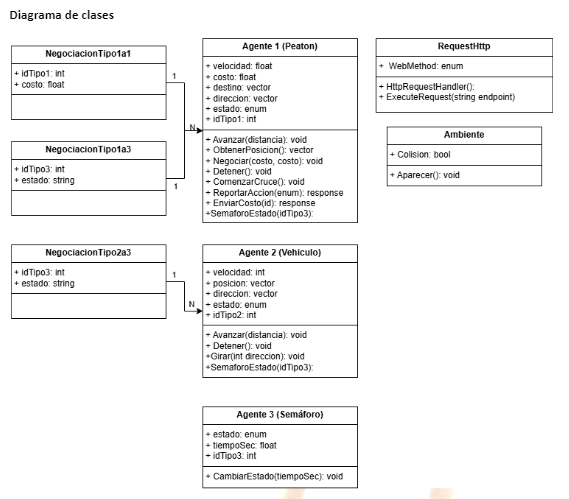 Diagrama de clases
NegociacionTipo1a1
+ idTipo1: int
+ costo: float
1
NegociacionTipo1a3
+ idTipo3: int
+ estado: string
1
N
Agente 1 (Peaton)
+ velocidad: float
+ costo: float
+ destino: vector
+ direccion: vector
+ estado: enum
+ idTipo1: int
+ Avanzar(distancia): void
+ ObtenerPosicion(): vector
+ Negociar(costo, costo): void
+ Detener(): void
+ ComenzarCruce(): void
+ ReportarAccion(enum): response
+ EnviarCosto(id): response
+SemaforoEstado(idTipo3):
RequestHttp
+ WebMethod: enum
+ HttpRequestHandler():
+ ExecuteRequest(string endpoint)
Ambiente
+ Colision: bool
+ Aparecer(): void
NegociacionTipo2a3
+ idTipo3: int
+ estado: string
1
N
Agente 2 (Vehiculo)
+ velocidad: int
+ posicion: vector
+ direccion: vector
+ estado: enum
+ idTipo2: int
+ Avanzar(distancia): void
+ Detener(): void
+Girar(int direccion): void
+SemaforoEstado(idTipo3):
Agente 3 (Semáforo)
+ estado: enum
+ tiempoSec: float
+ idTipo3: int
+ CambiarEstado(tiempoSec): void